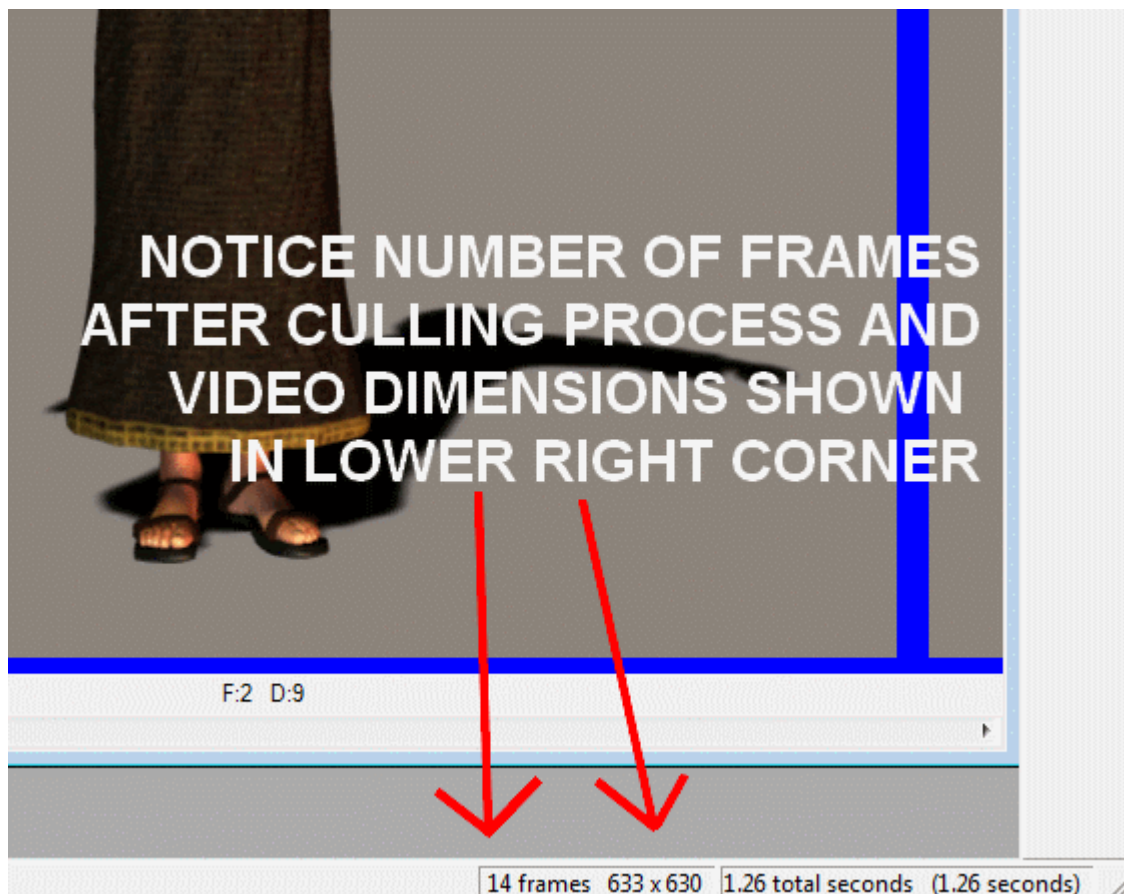 NOTICE NUMBER OF FRAMES
AFTER CULLING PROCESS AND
VIDEO DIMENSIONS SHOWN
IN LOWER RIGHT CORNER
F:2 D:9
14 frames 633 x 630 1.26 total seconds (1.26 seconds)